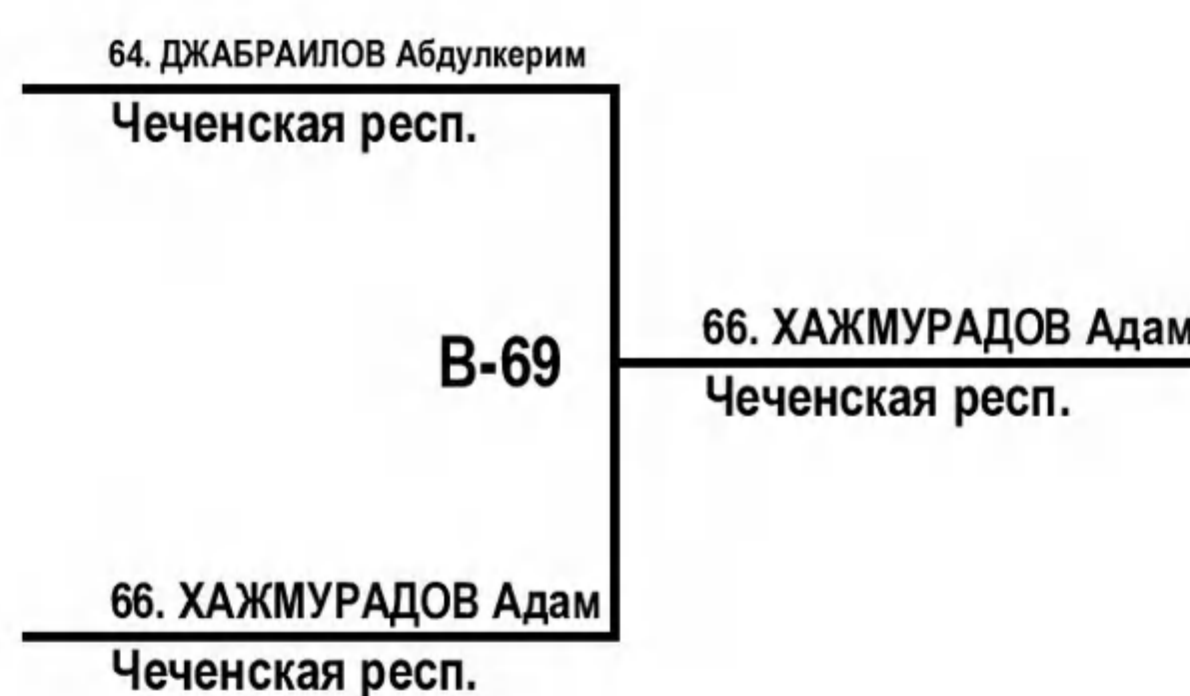 64. ДЖАБРАИЛОВ Абдулкерим
Чеченская респ.
В-69
66. ХАЖМУРАДОВ Адам
Чеченская респ.
66. ХАЖМУРАДОВ Адам
Чеченская респ.